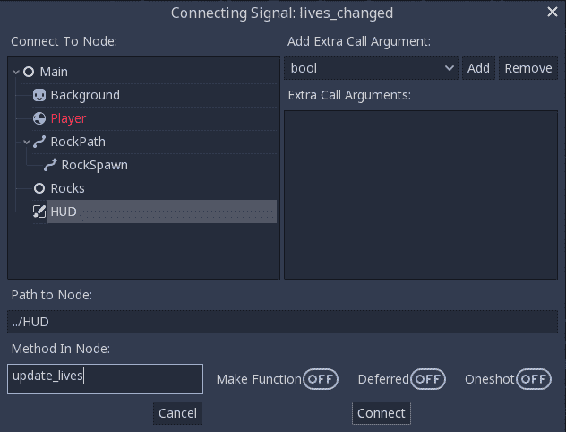 Connecting Signal: lives_changed
Connect To Node:
Main
Background
Player
RockPath
RockSpawn
Rocks
HUD
Add Extra Call Argument:
bool Add Remove
Extra Call Arguments:
Path to Node:
../HUD
Method In Node:
update_lives Make Function OFF Deferred OFF Oneshot OFF
Cancel Connect